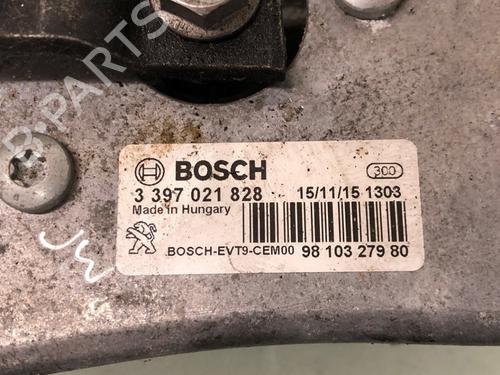 B-PARTS
BOSCH
300
3 397 021 828 15/11/15 1303
Made in Hungary
BOSCH-EVT9-CEM00 98 103 279 80
JW